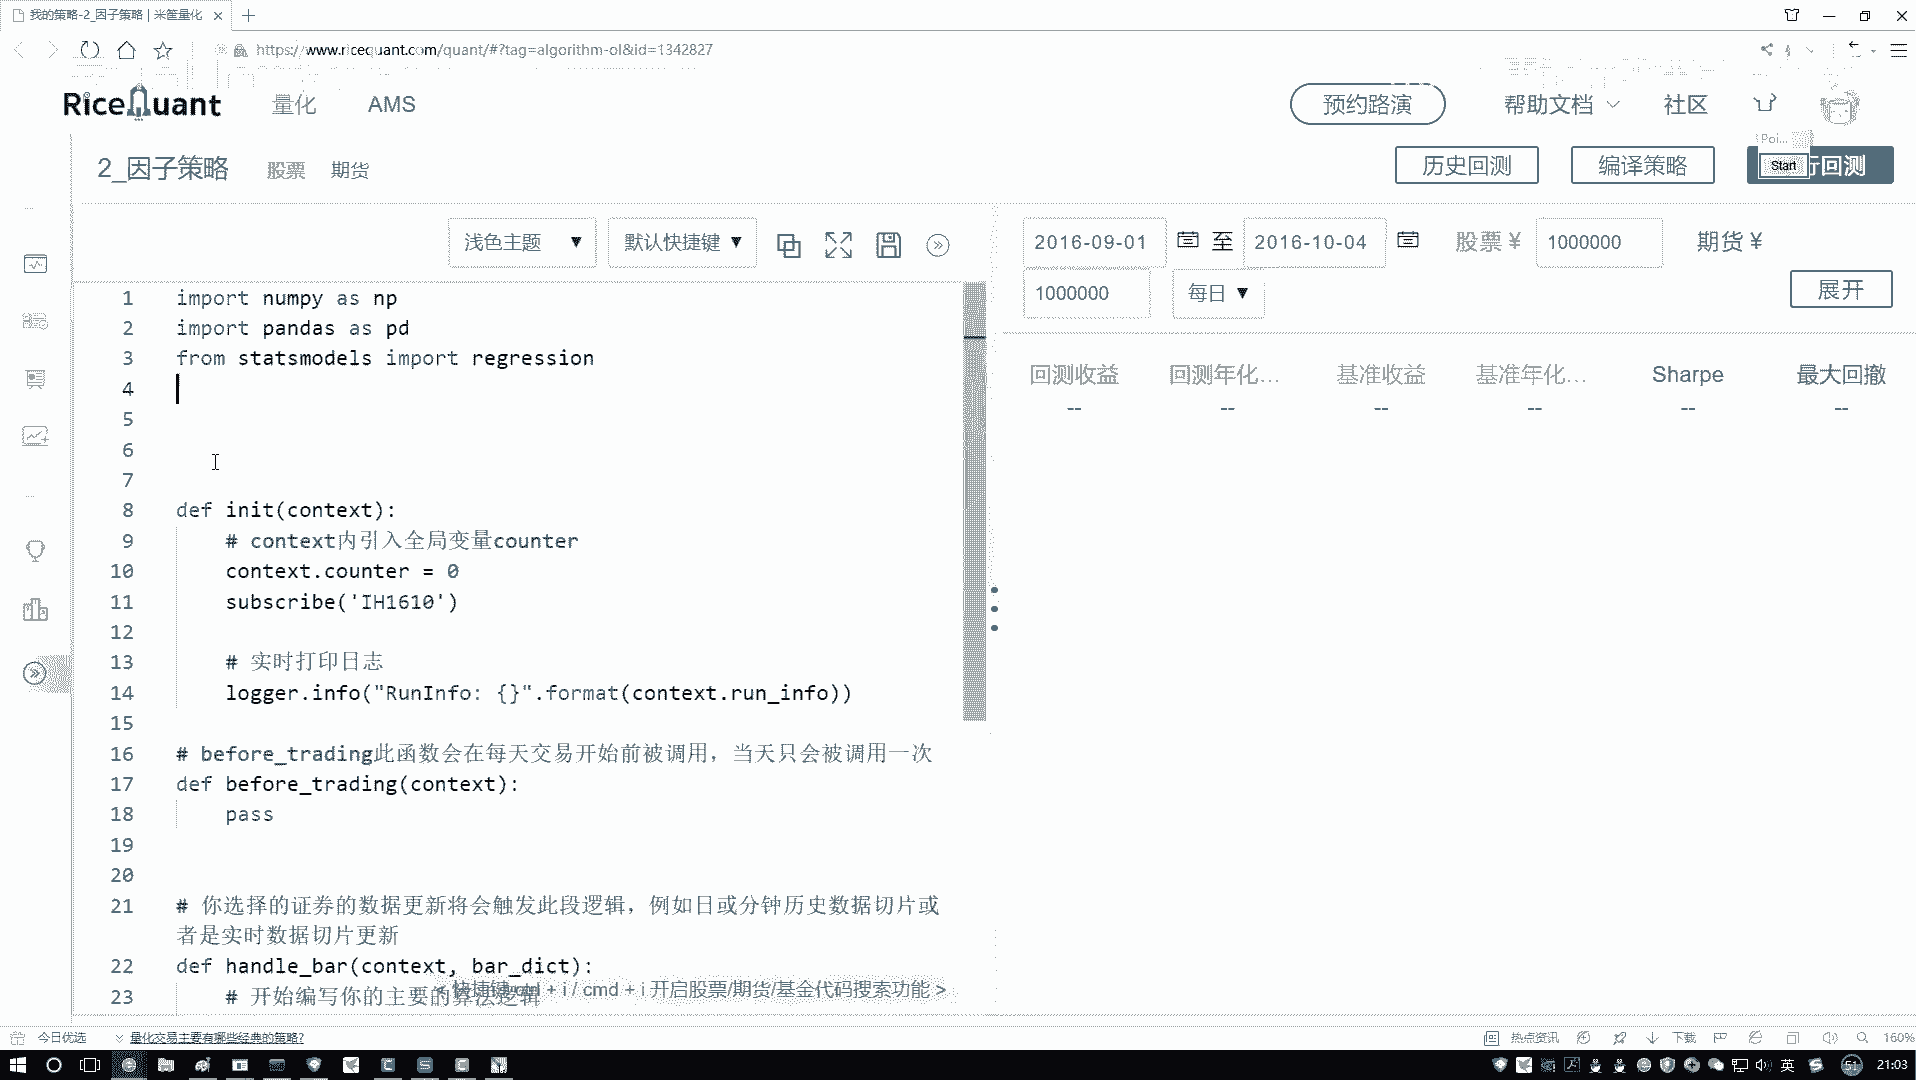 我的策略-2_因子策略 | 米筐量化
https://www.ricequant.com/quant/#?tag=algorithm-ol&id=1342827
RiceQuant 量化 AMS 预约路演 帮助文档 社区
Poi...
2_因子策略 股票 期货 历史回测 编译策略 Start 行回测
浅色主题 ▼ 默认快捷键 ▼
2016-09-01 至 2016-10-04 股票 ¥ 1000000 期货 ¥
1000000 每日 ▼ 展开
回测收益 回测年化... 基准收益 基准年化... Sharpe 最大回撤
-- -- -- -- -- --
1 import numpy as np
2 import pandas as pd
3 from statsmodels import regression
4
5
6
7
8 def init(context):
9 # context内引入全局变量counter
10 context.counter = 0
11 subscribe('IH1610')
12
13 # 实时打印日志
14 logger.info("RunInfo: {}".format(context.run_info))
15
16 # before_trading此函数会在每天交易开始前被调用，当天只会被调用一次
17 def before_trading(context):
18 pass
19
20
21 # 你选择的证券的数据更新将会触发此段逻辑，例如日或分钟历史数据切片或
者是实时数据切片更新
22 def handle_bar(context, bar_dict):
23 # 开始编写你的主要的算法逻辑
< 快捷键 ctrl + i / cmd + i 开启股票/期货/基金代码搜索功能 >
今日优选 量化交易主要有哪些经典的策略? 热点资讯 下载 160%
英 51 21:03